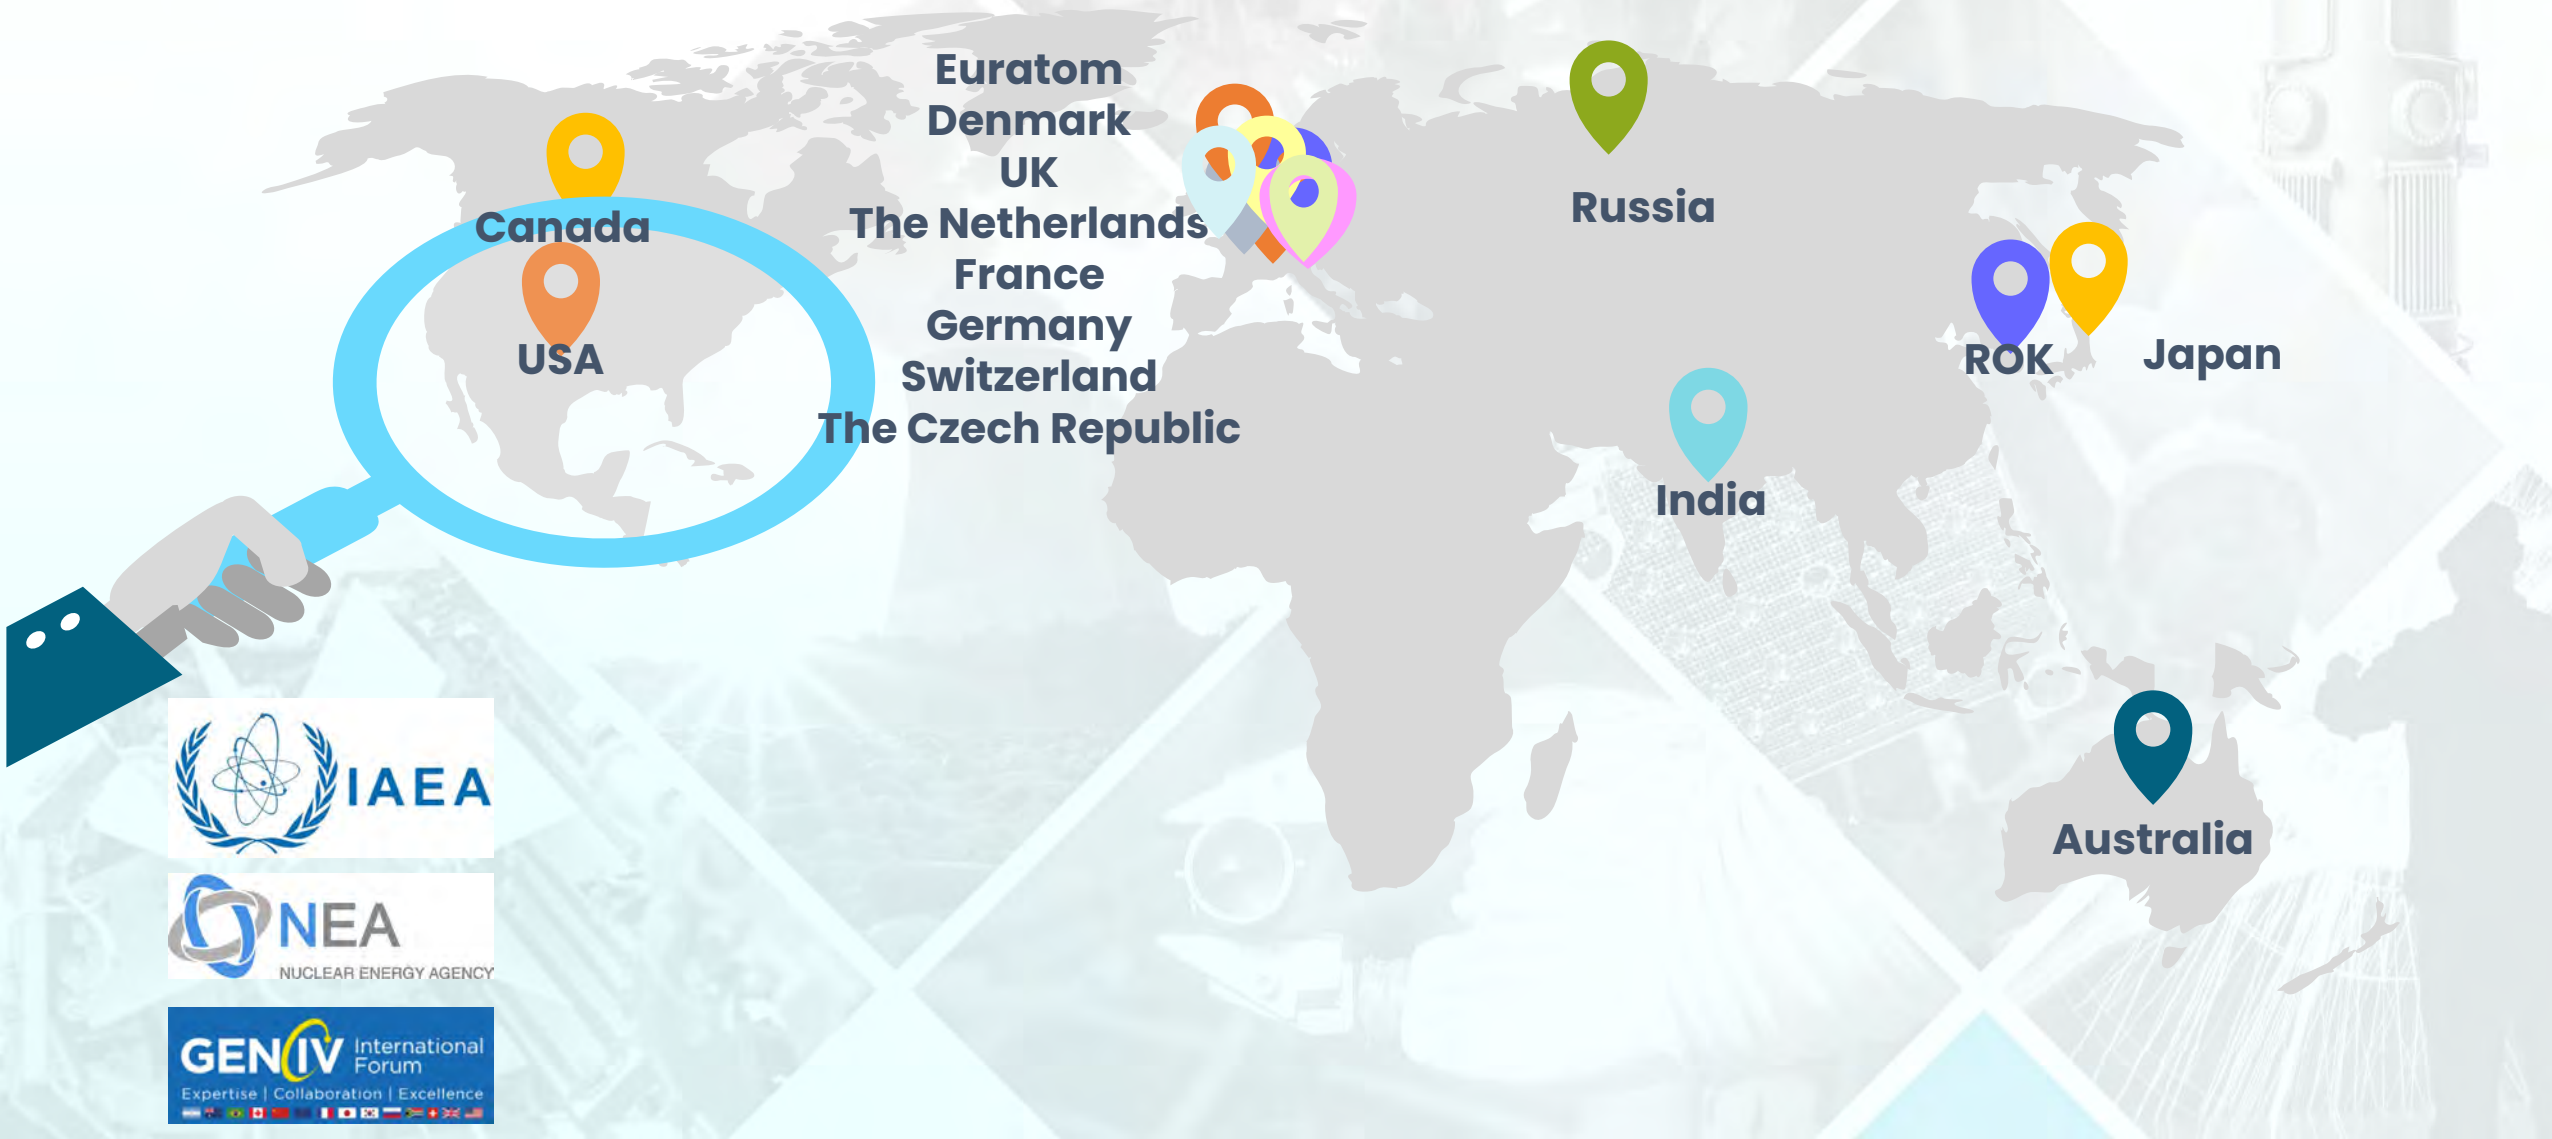 Euratom
Denmark
UK
The Netherlands
France
Germany
Switzerland
The Czech Republic
Canada
USA
Russia
ROK
Japan
India
Australia
IAEA
NEA
NUCLEAR ENERGY AGENCY
GEN IV International
Forum
Expertise | Collaboration | Excellence